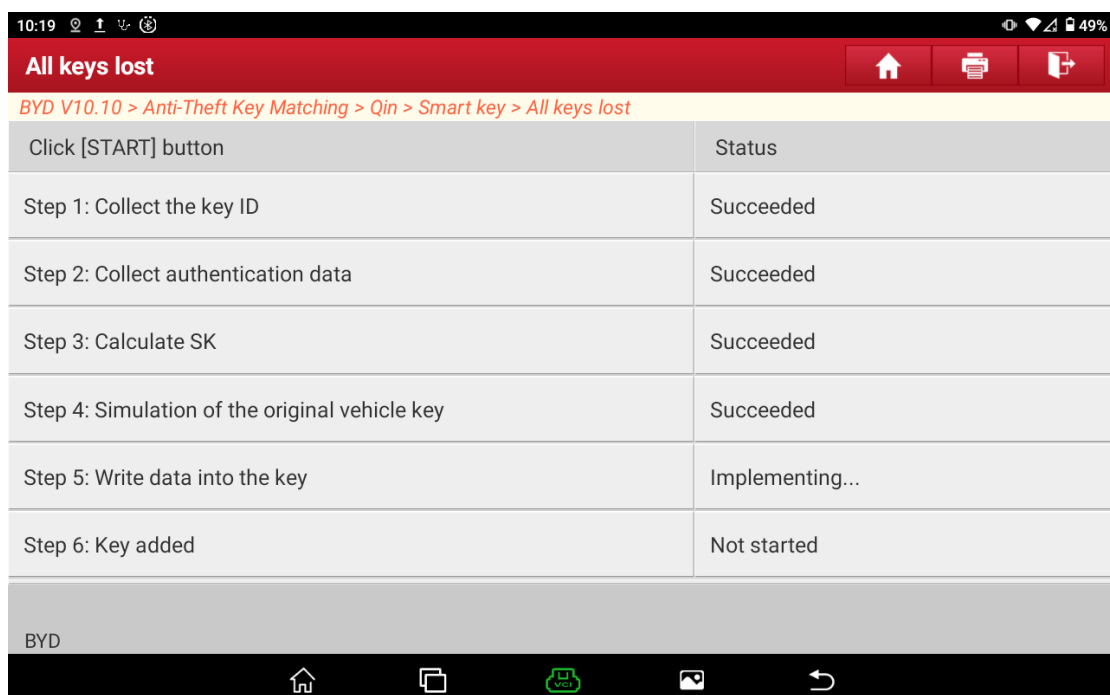 10:19 49%
All keys lost
BYD V10.10 > Anti-Theft Key Matching > Qin > Smart key > All keys lost
Click [START] button Status
Step 1: Collect the key ID Succeeded
Step 2: Collect authentication data Succeeded
Step 3: Calculate SK Succeeded
Step 4: Simulation of the original vehicle key Succeeded
Step 5: Write data into the key Implementing...
Step 6: Key added Not started
BYD
VCI